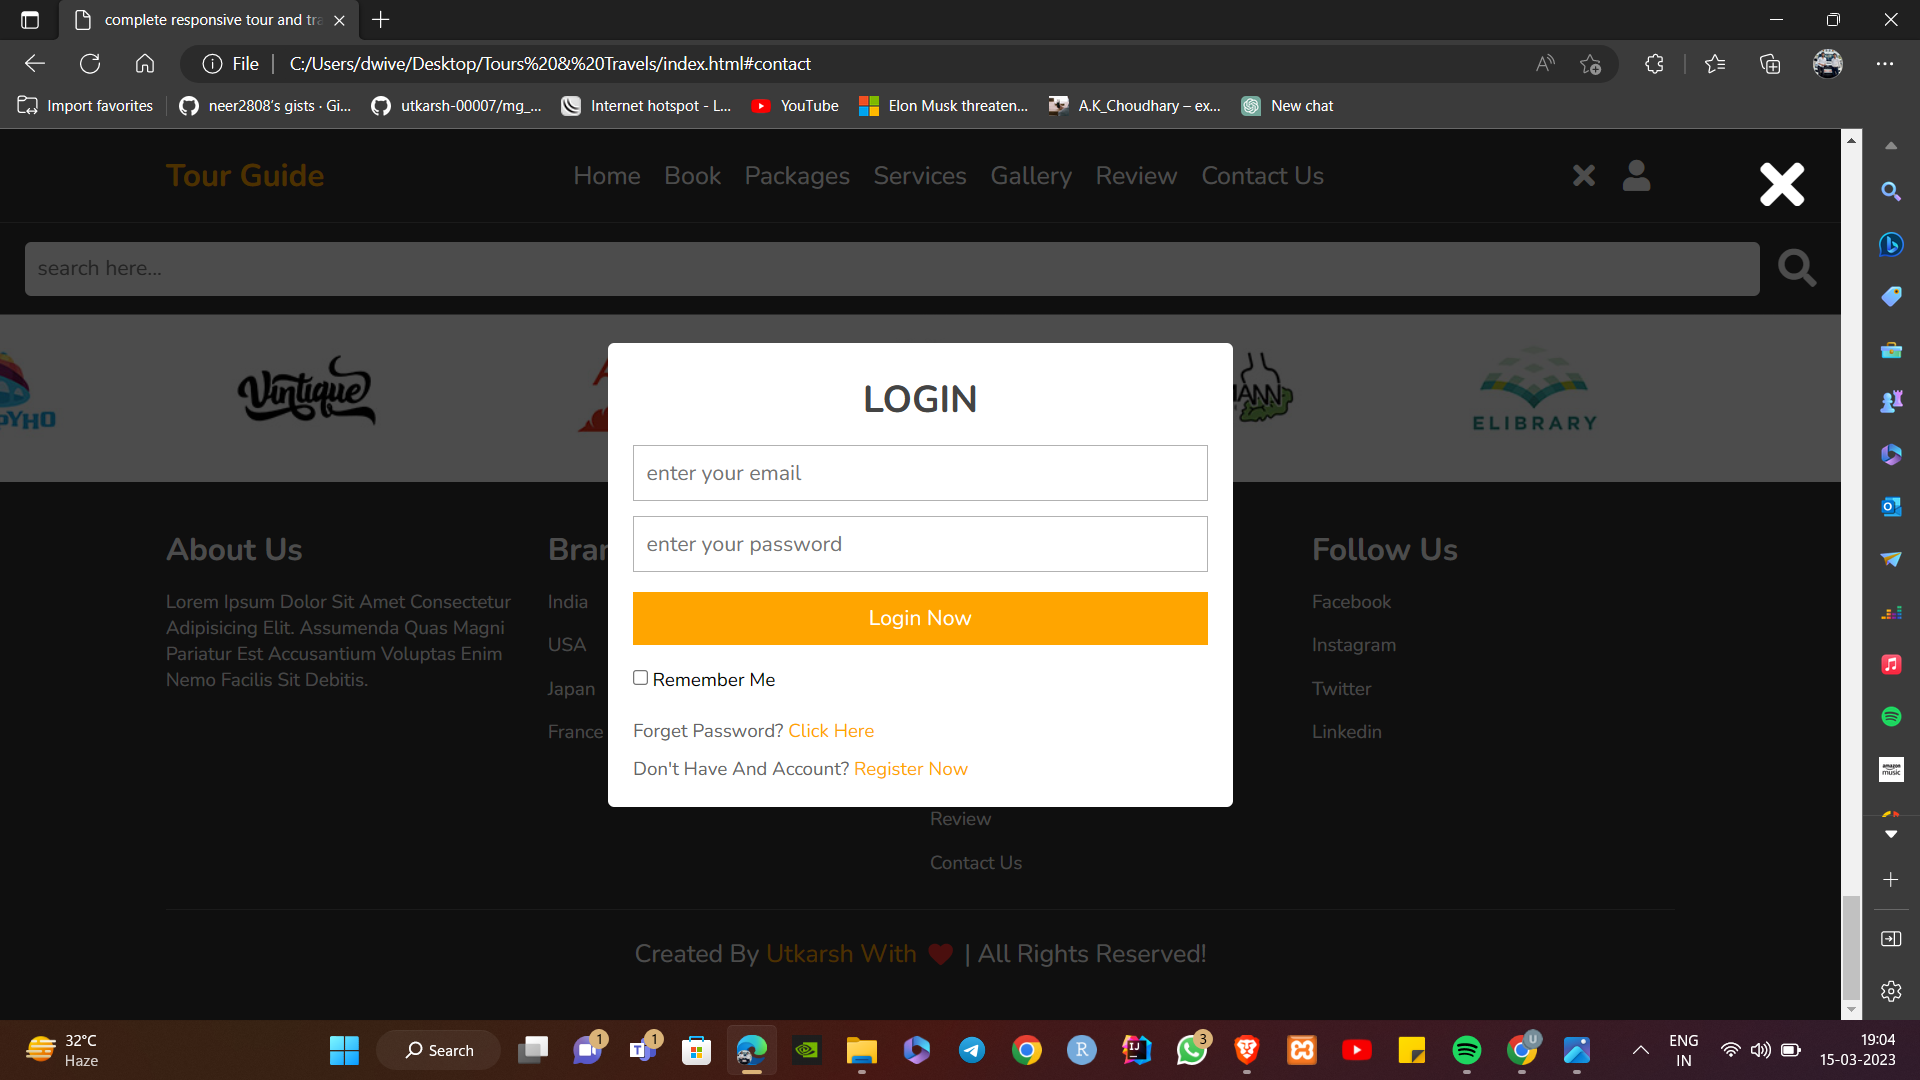 complete responsive tour and tra
File
C:/Users/dwive/Desktop/Tours%20&%20Travels/index.html#contact
Import favorites
neer2808's gists · Gi...
utkarsh-00007/mg_...
Internet hotspot - L...
YouTube
Elon Musk threaten...
A.K_Choudhary – ex...
New chat
Tour Guide
Home Book Packages Services Gallery Review Contact Us
search here...
Vintique
ELIBRARY
LOGIN
enter your email
enter your password
Login Now
Remember Me
Forget Password? Click Here
Don't Have And Account? Register Now
About Us
Lorem Ipsum Dolor Sit Amet Consectetur
Adipisicing Elit. Assumenda Quas Magni
Pariatur Est Accusantium Voluptas Enim
Nemo Facilis Sit Debitis.
India
USA
Japan
France
Review
Contact Us
Follow Us
Facebook
Instagram
Twitter
Linkedin
Created By Utkarsh With | All Rights Reserved!
amazon
music
32°C
Haze
Search
1
1
3
U
ENG
IN
19:04
15-03-2023